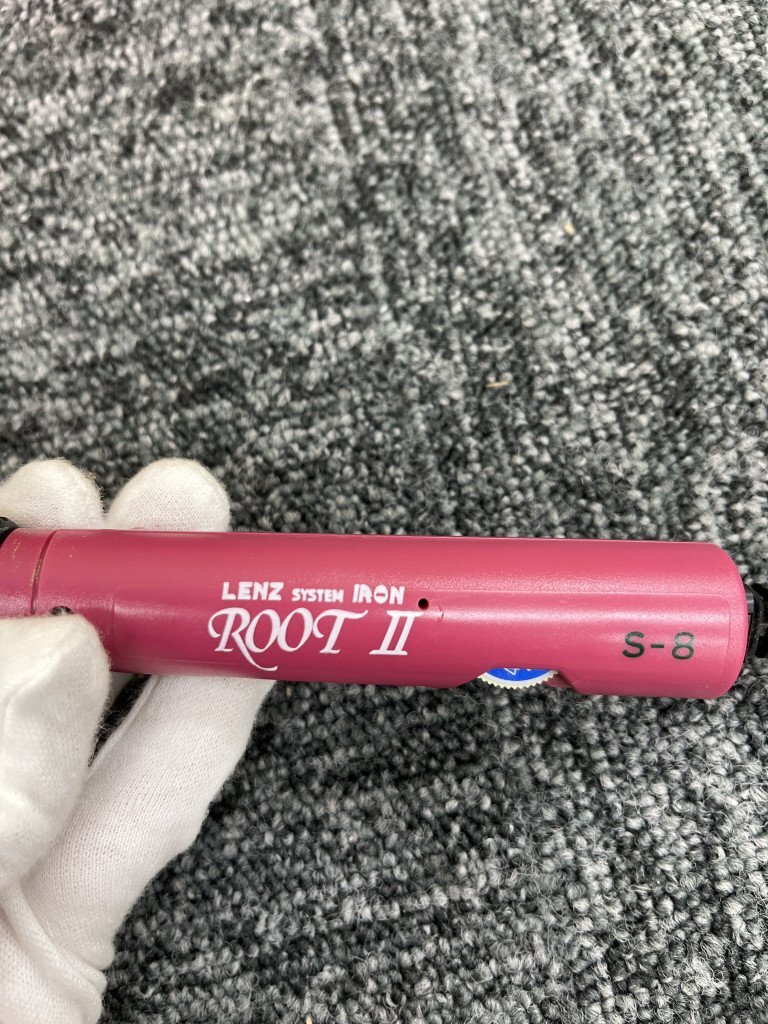 LENZ SYSTEM IRON
ROOT II
S-8